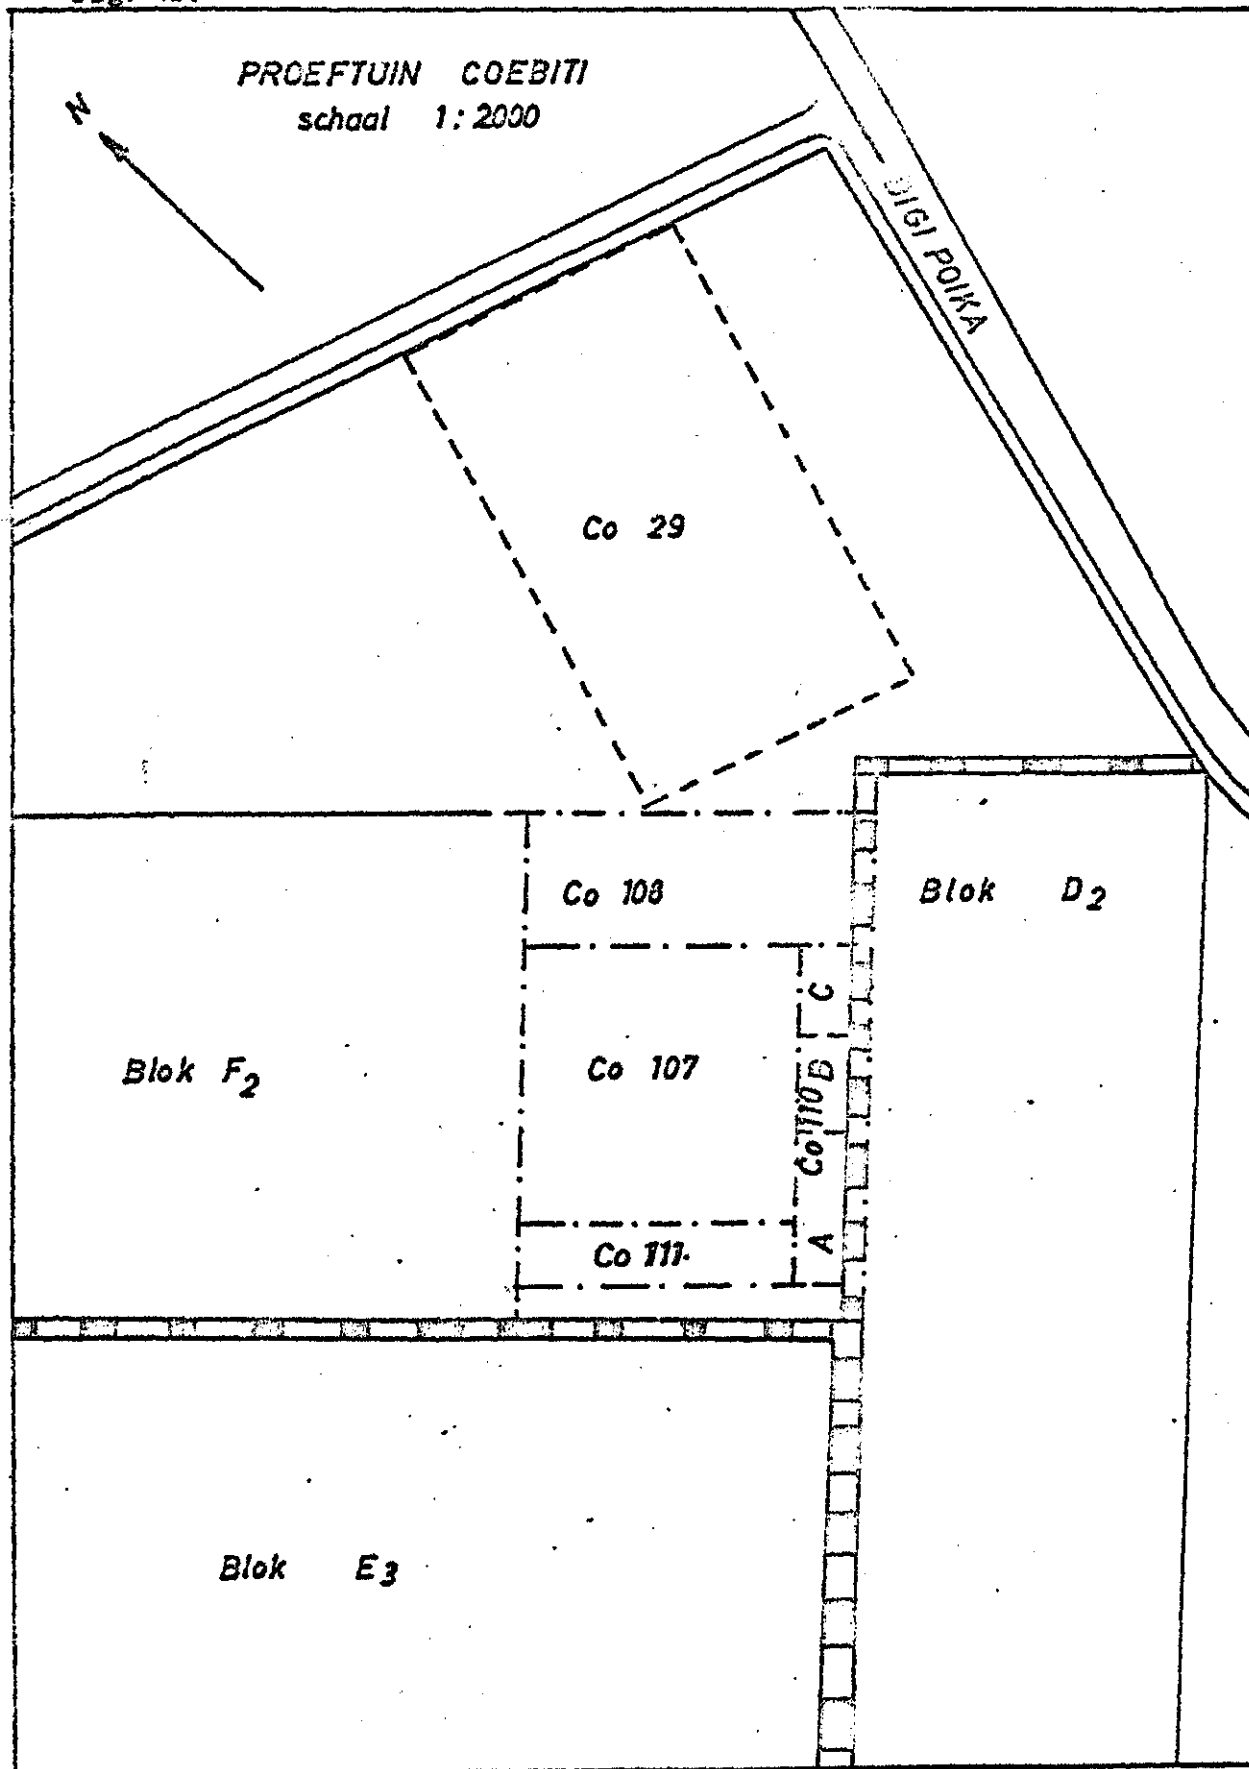 PROEFTUIN COEBITI
schaal 1:2000
N
DIGI POIKA
Co 29
Co 108
Blok D2
C
Blok F2
Co 107
B
Co 110
A
Co 111
Blok E3